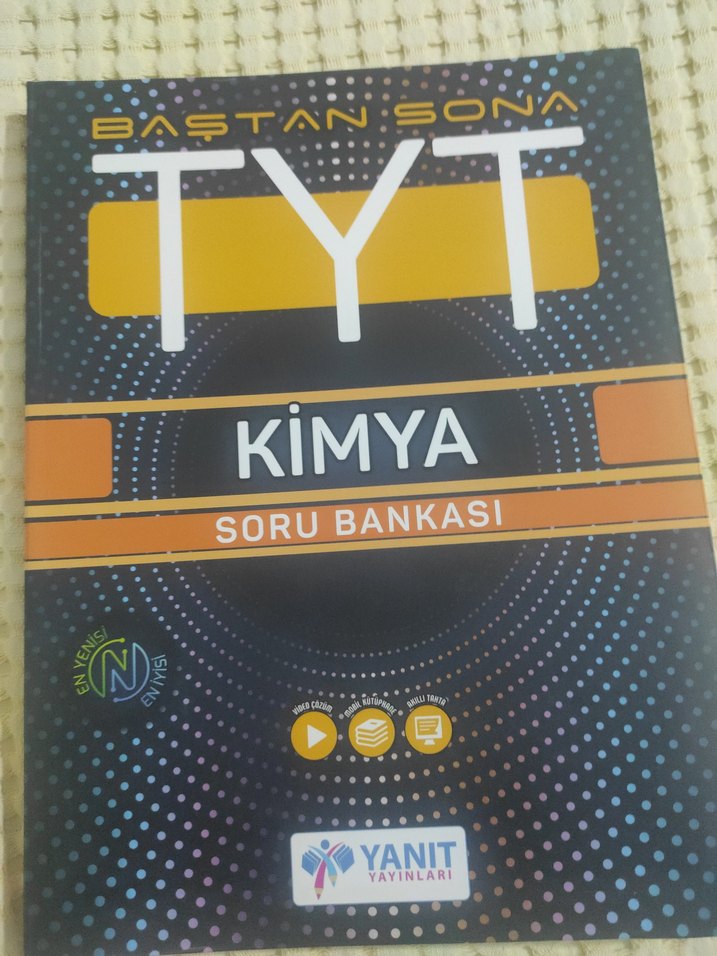 BAŞTAN SONA
TYT
KİMYA
SORU BANKASI
EN YENİSİ
N
EN İYİSİ
VİDEO ÇÖZÜM
MOBİL KÜTÜPHANE
AKILLI TAHTA
YANIT
YAYINLARI